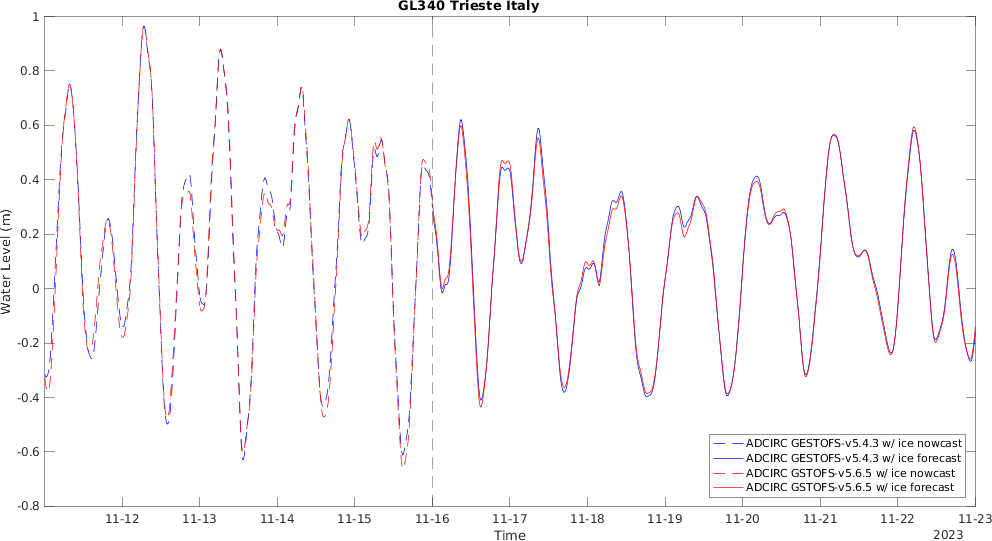 GL340 Trieste Italy
Water Level (m)
1
0.8
0.6
0.4
0.2
0
-0.2
-0.4
-0.6
-0.8
ADCIRC GESTOFS-v5.4.3 w/ ice nowcast
ADCIRC GESTOFS-v5.4.3 w/ ice forecast
ADCIRC GSTOFS-v5.6.5 w/ ice nowcast
ADCIRC GSTOFS-v5.6.5 w/ ice forecast
11-12 11-13 11-14 11-15 11-16 11-17 11-18 11-19 11-20 11-21 11-22 11-23
Time
2023